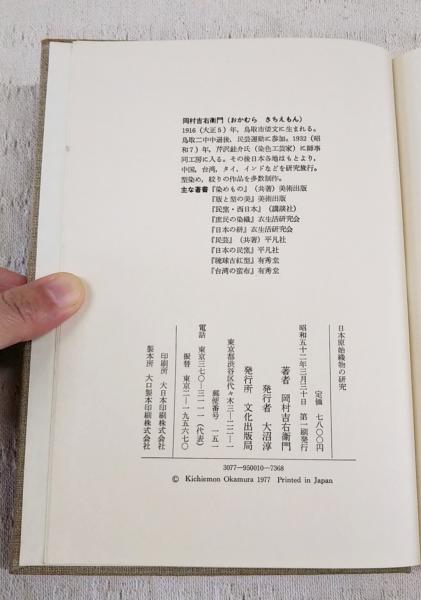 岡村吉右衛門(おかむら きちえもん)
1916(大正5)年、鳥取市倭文に生まれる。
鳥取二中中退後、民芸運動に参加。1932(昭
和7)年、芹沢銈介氏(染色工芸家)に師事
同工房に入る。その後日本各地はもとより、
中国、台湾、タイ、インドなどを研究旅行。
型染め、絞りの作品を多数制作。
主な著書『染めもの』(共著)美術出版
『版と型の美』美術出版
『民窯・西日本』(講談社)
『庶民の染織』衣生活研究会
『日本の絣』衣生活研究会
『民芸』(共著)平凡社
『日本の民窯』平凡社
『琉球古紅型』有秀堂
『台湾の蛮布』有秀堂
日本原始織物の研究
定価 七八〇〇円
昭和五十二年三月三十日 第一刷発行
著者 岡村吉右衛門
発行者 大沼淳
発行所 文化出版局
郵便番号 一五一
東京都渋谷区代々木三―二二―一
電話 東京三七〇―三一一一(代表)
振替 東京二―一九五六七〇
印刷所 大日本印刷株式会社
製本所 大口製本印刷株式会社
3077―950010―7368
© Kichiemon Okamura 1977 Printed in Japan